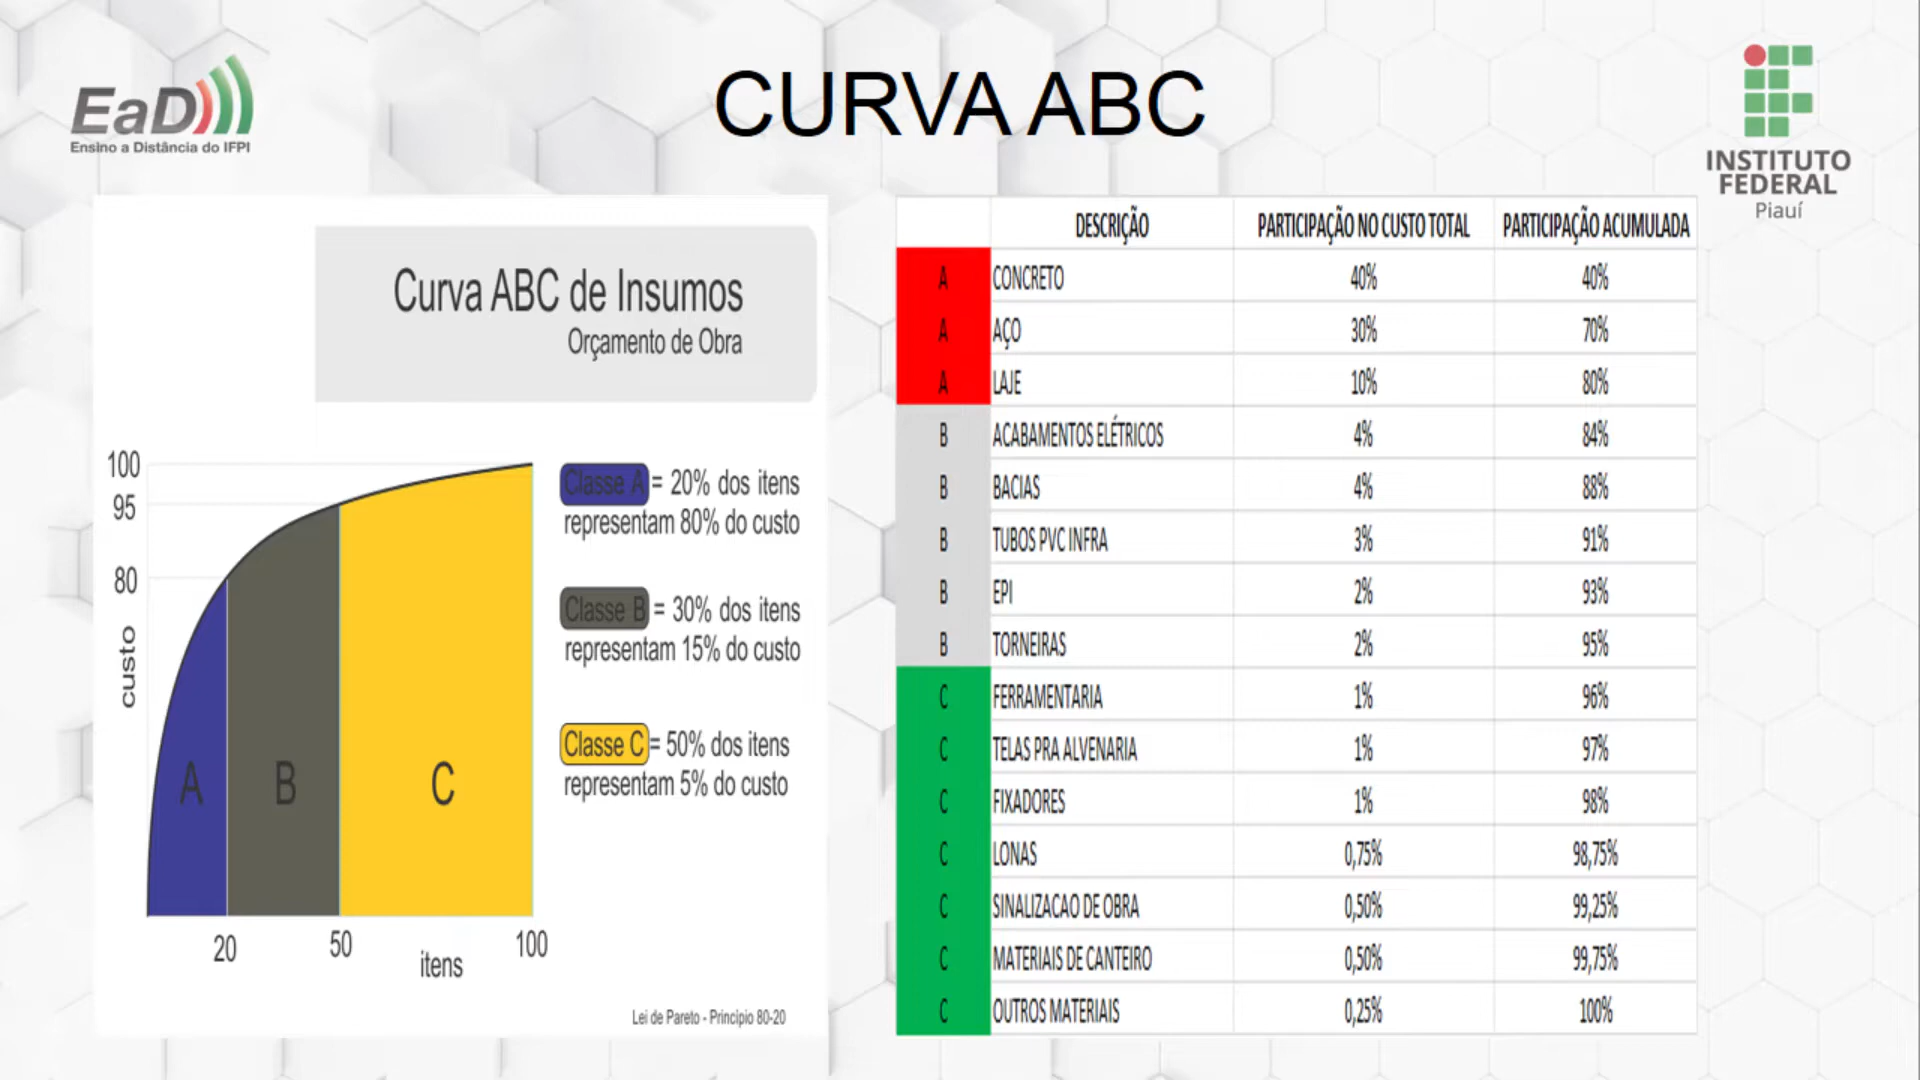 EaD
Ensino a Distância do IFPI
CURVA ABC
INSTITUTO
FEDERAL
Piauí
Curva ABC de Insumos
Orçamento de Obra
100
95
80
custo
A
B
C
20
50
100
itens
Classe A = 20% dos itens
representam 80% do custo
Classe B = 30% dos itens
representam 15% do custo
Classe C = 50% dos itens
representam 5% do custo
Lei de Pareto - Principio 80-20
DESCRIÇÃO PARTICIPAÇÃO NO CUSTO TOTAL PARTICIPAÇÃO ACUMULADA
A CONCRETO 40% 40%
A AÇO 30% 70%
A LAJE 10% 80%
B ACABAMENTOS ELÉTRICOS 4% 84%
B BACIAS 4% 88%
B TUBOS PVC INFRA 3% 91%
B EPI 2% 93%
B TORNEIRAS 2% 95%
C FERRAMENTARIA 1% 96%
C TELAS PRA ALVENARIA 1% 97%
C FIXADORES 1% 98%
C LONAS 0,75% 98,75%
C SINALIZACAO DE OBRA 0,50% 99,25%
C MATERIAIS DE CANTEIRO 0,50% 99,75%
C OUTROS MATERIAIS 0,25% 100%